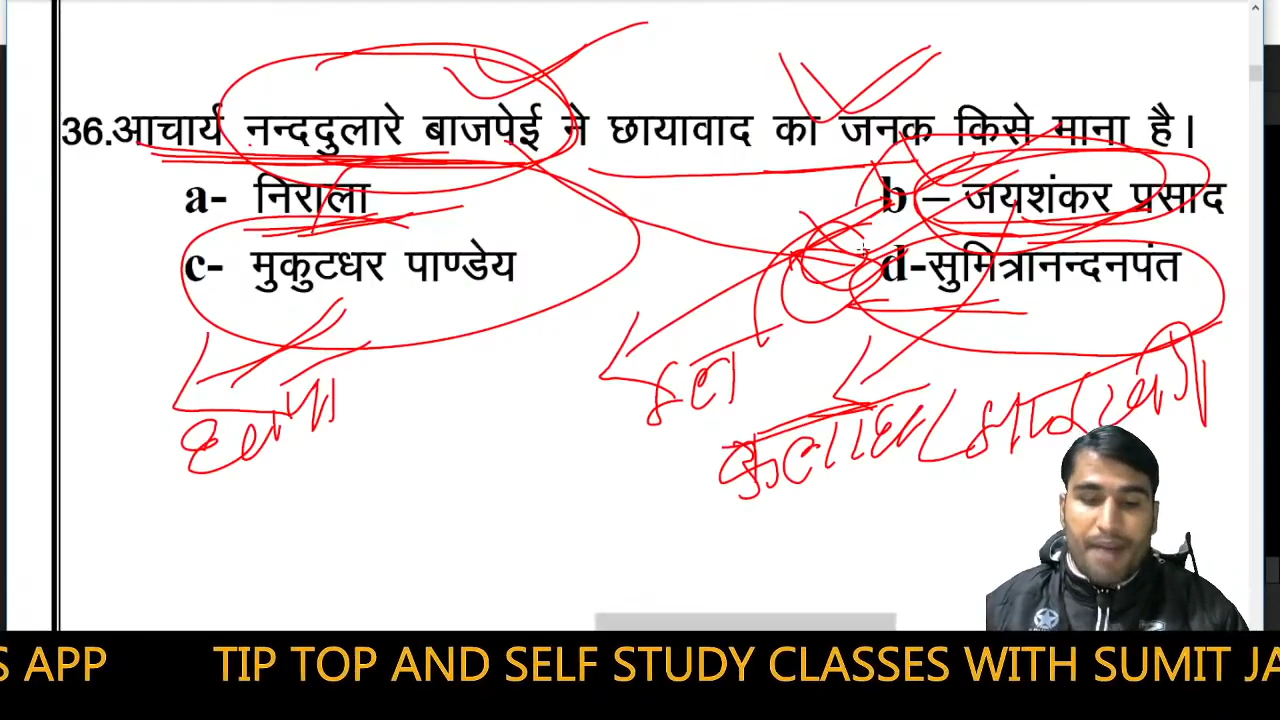 36.आचार्य नन्ददुलारे बाजपेई ने छायावाद का जनक किसे माना है।
a- निराला
b – जयशंकर प्रसाद
c- मुकुटधर पाण्डेय
d-सुमित्रानन्दनपंत
S APP TIP TOP AND SELF STUDY CLASSES WITH SUMIT JA